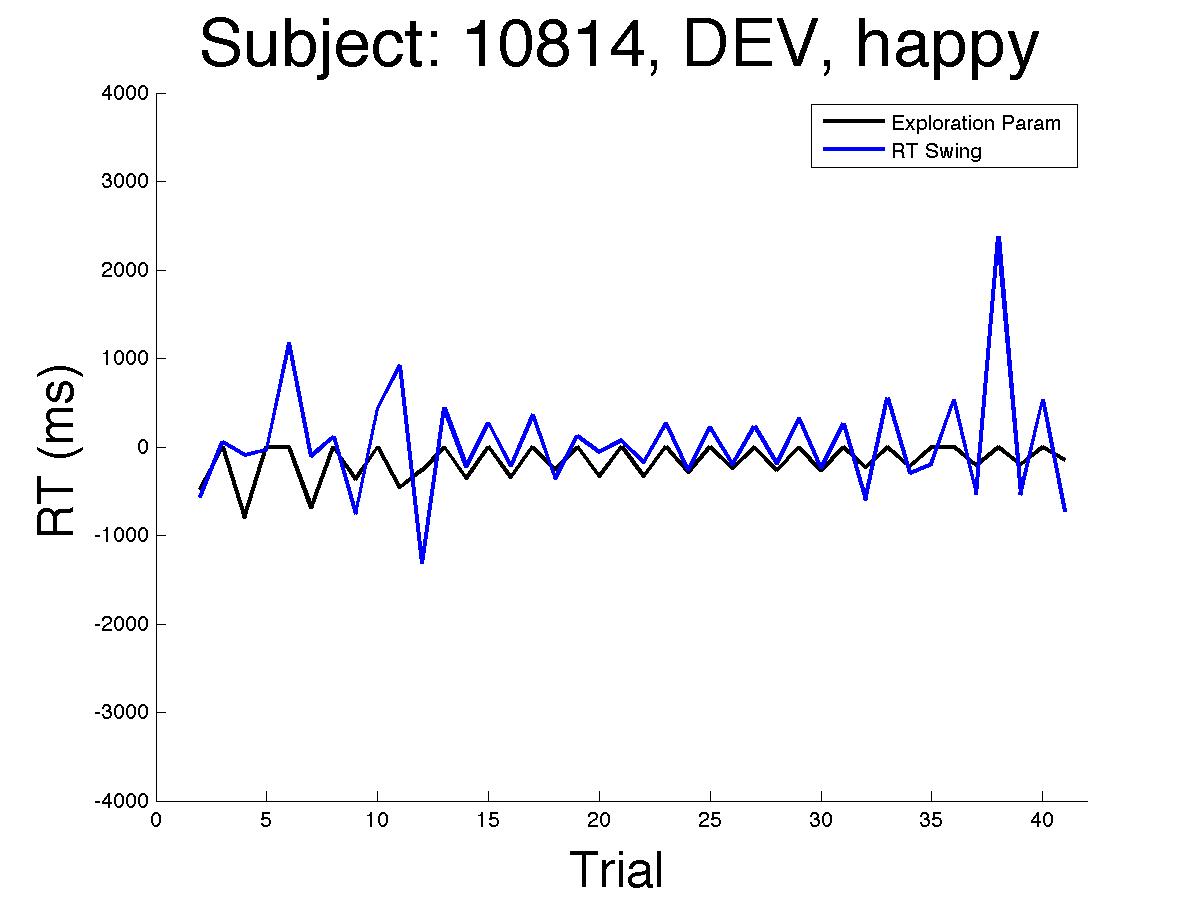 Subject: 10814, DEV, happy
Exploration Param
RT Swing
RT (ms)
4000
3000
2000
1000
0
-1000
-2000
-3000
-4000
0 5 10 15 20 25 30 35 40
Trial